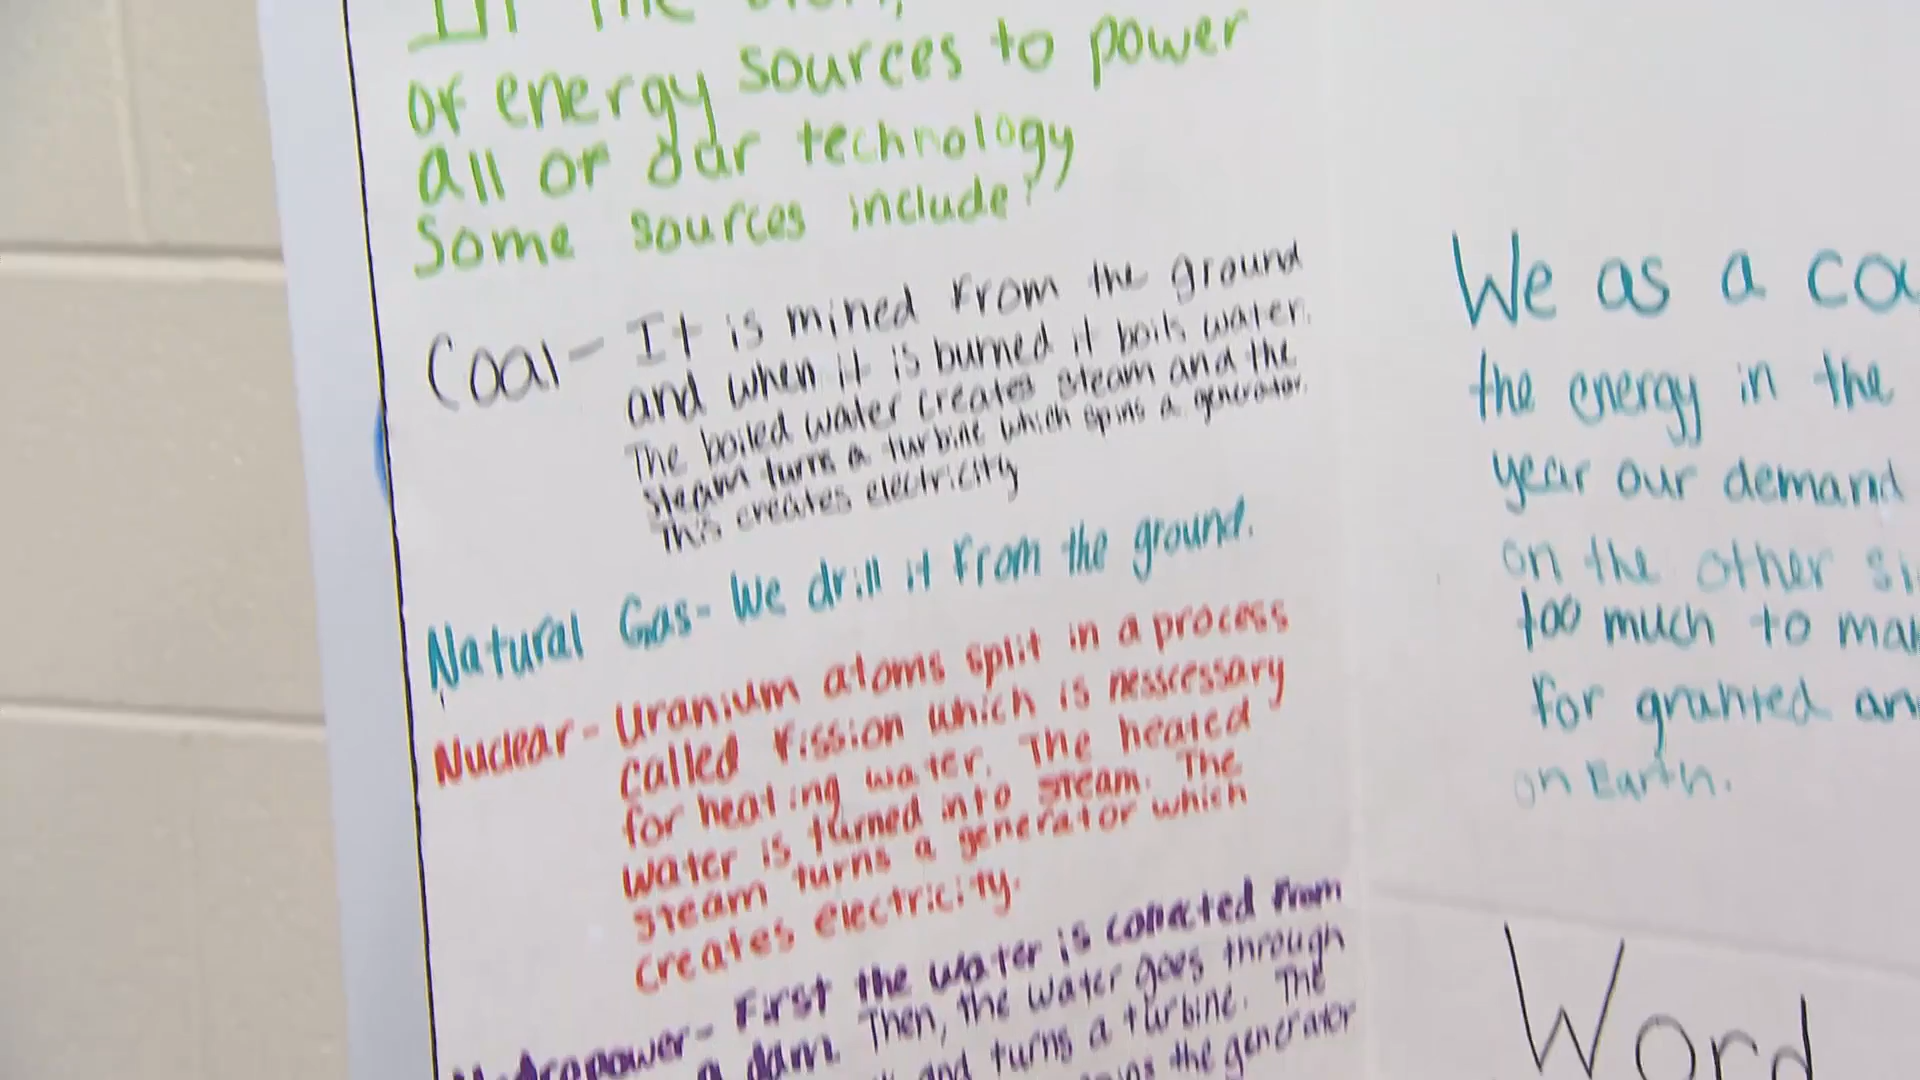 of energy sources to power
all of our technology
Some sources include?
Coal- It is mined from the ground
and when it is burned it boils water.
The boiled water creates steam and the
steam turns a turbine which spins a generator.
This creates electricity
Natural Gas- We drill it from the ground.
Nuclear- Uranium atoms split in a process
called fission which is nesscessary
for heating water. The heated
water is turned into steam. The
steam turns a generator which
creates electricity.
Hydropower- First the water is collected from
a dam. Then, the water goes through
and turns a turbine. The
the generator
We as a
the energy in the
year our demand
on the other
too much to
for granted
on Earth.
Word